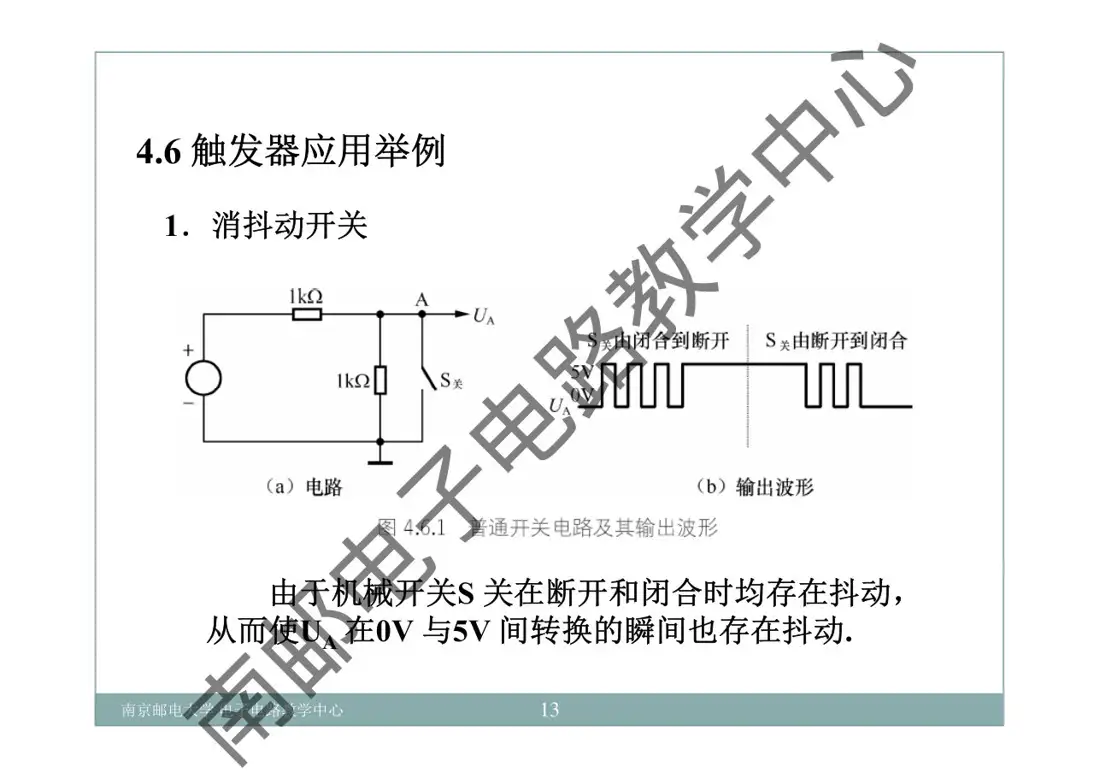 4.6 触发器应用举例
1. 消抖动开关
1kΩ
A
U_A
+
1kΩ
S关
−
S关由闭合到断开
S关由断开到闭合
5V
0V
U_A
(a) 电路
(b) 输出波形
图 4.6.1 普通开关电路及其输出波形
由于机械开关S 关在断开和闭合时均存在抖动，
从而使U_A 在0V 与5V 间转换的瞬间也存在抖动.
南京邮电大学 电子电路教学中心
13
南邮电子电路教学中心